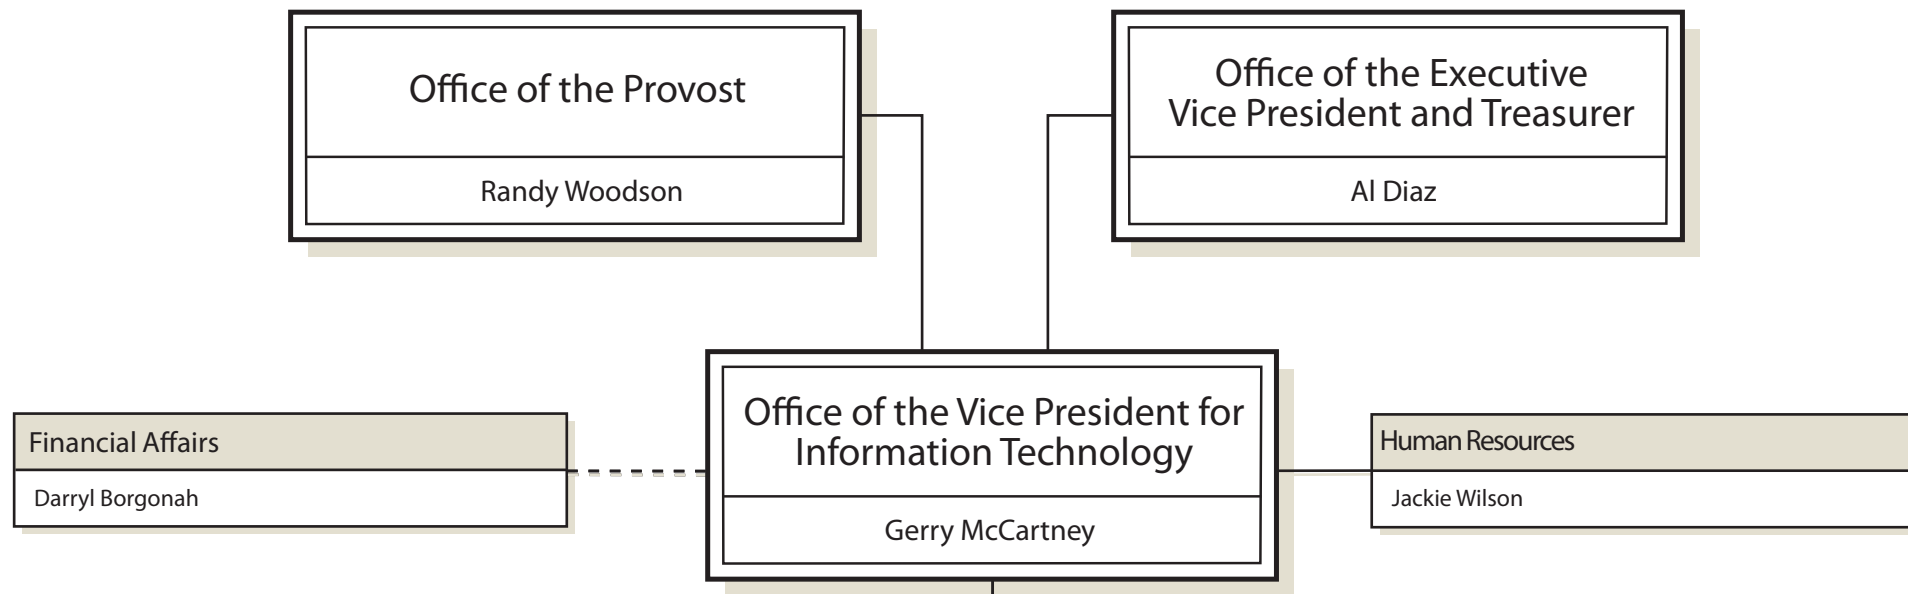 Office of the Provost
Randy Woodson
Office of the Executive
Vice President and Treasurer
Al Diaz
Office of the Vice President for
Information Technology
Gerry McCartney
Financial Affairs
Darryl Borgonah
Human Resources
Jackie Wilson